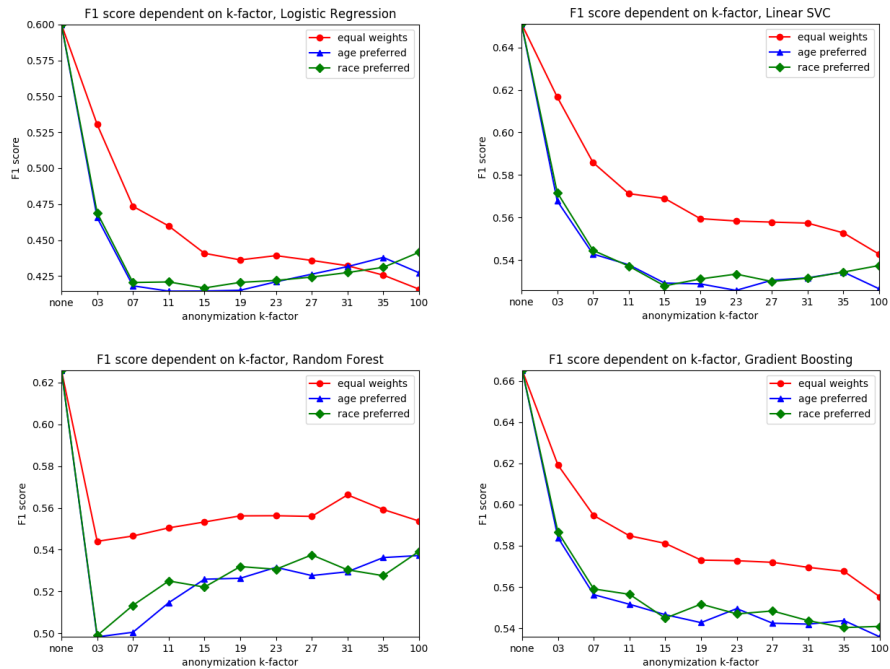 F1 score dependent on k-factor, Logistic Regression
0.600
0.575
0.550
0.525
0.500
0.475
0.450
0.425
F1 score
equal weights
age preferred
race preferred
none 03 07 11 15 19 23 27 31 35 100
anonymization k-factor
F1 score dependent on k-factor, Linear SVC
0.64
0.62
0.60
0.58
0.56
0.54
F1 score
equal weights
age preferred
race preferred
none 03 07 11 15 19 23 27 31 35 100
anonymization k-factor
F1 score dependent on k-factor, Random Forest
0.62
0.60
0.58
0.56
0.54
0.52
0.50
F1 score
equal weights
age preferred
race preferred
none 03 07 11 15 19 23 27 31 35 100
anonymization k-factor
F1 score dependent on k-factor, Gradient Boosting
0.66
0.64
0.62
0.60
0.58
0.56
0.54
F1 score
equal weights
age preferred
race preferred
none 03 07 11 15 19 23 27 31 35 100
anonymization k-factor